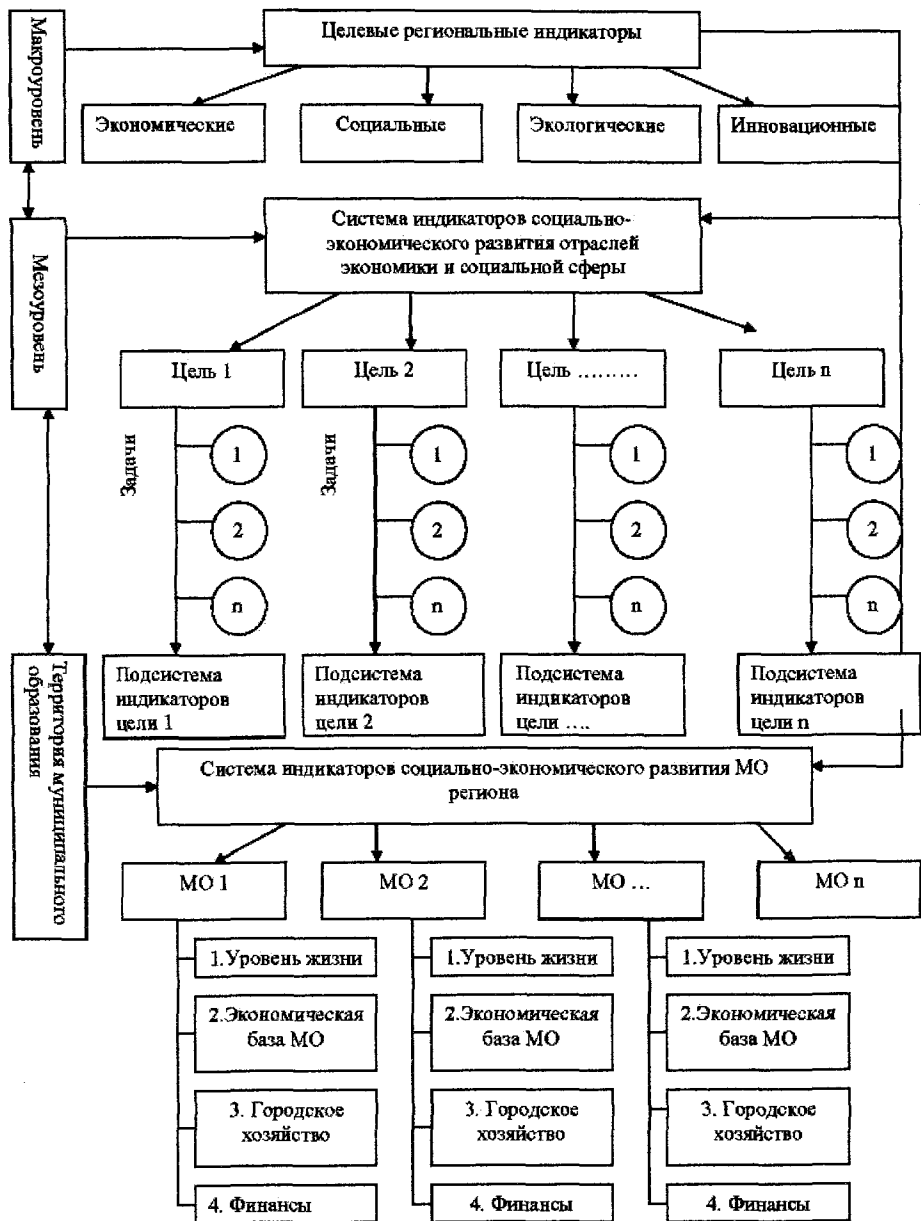 Макроуровень
Целевые региональные индикаторы
Экономические
Социальные
Экологические
Инновационные
Мезоуровень
Система индикаторов социально-
экономического развития отраслей
экономики и социальной сферы
Цель 1
Цель 2
Цель ………
Цель n
Задачи
1
2
n
Задачи
1
2
n
1
2
n
1
2
n
Подсистема
индикаторов
цели 1
Подсистема
индикаторов
цели 2
Подсистема
индикаторов
цели ….
Подсистема
индикаторов
цели n
Территория муниципального
образования
Система индикаторов социально-экономического развития МО
региона
МО 1
МО 2
МО ...
МО n
1.Уровень жизни
2.Экономическая
база МО
3. Городское
хозяйство
4. Финансы
1.Уровень жизни
2.Экономическая
база МО
3. Городское
хозяйство
4. Финансы
1.Уровень жизни
2.Экономическая
база МО
3. Городское
хозяйство
4. Финансы